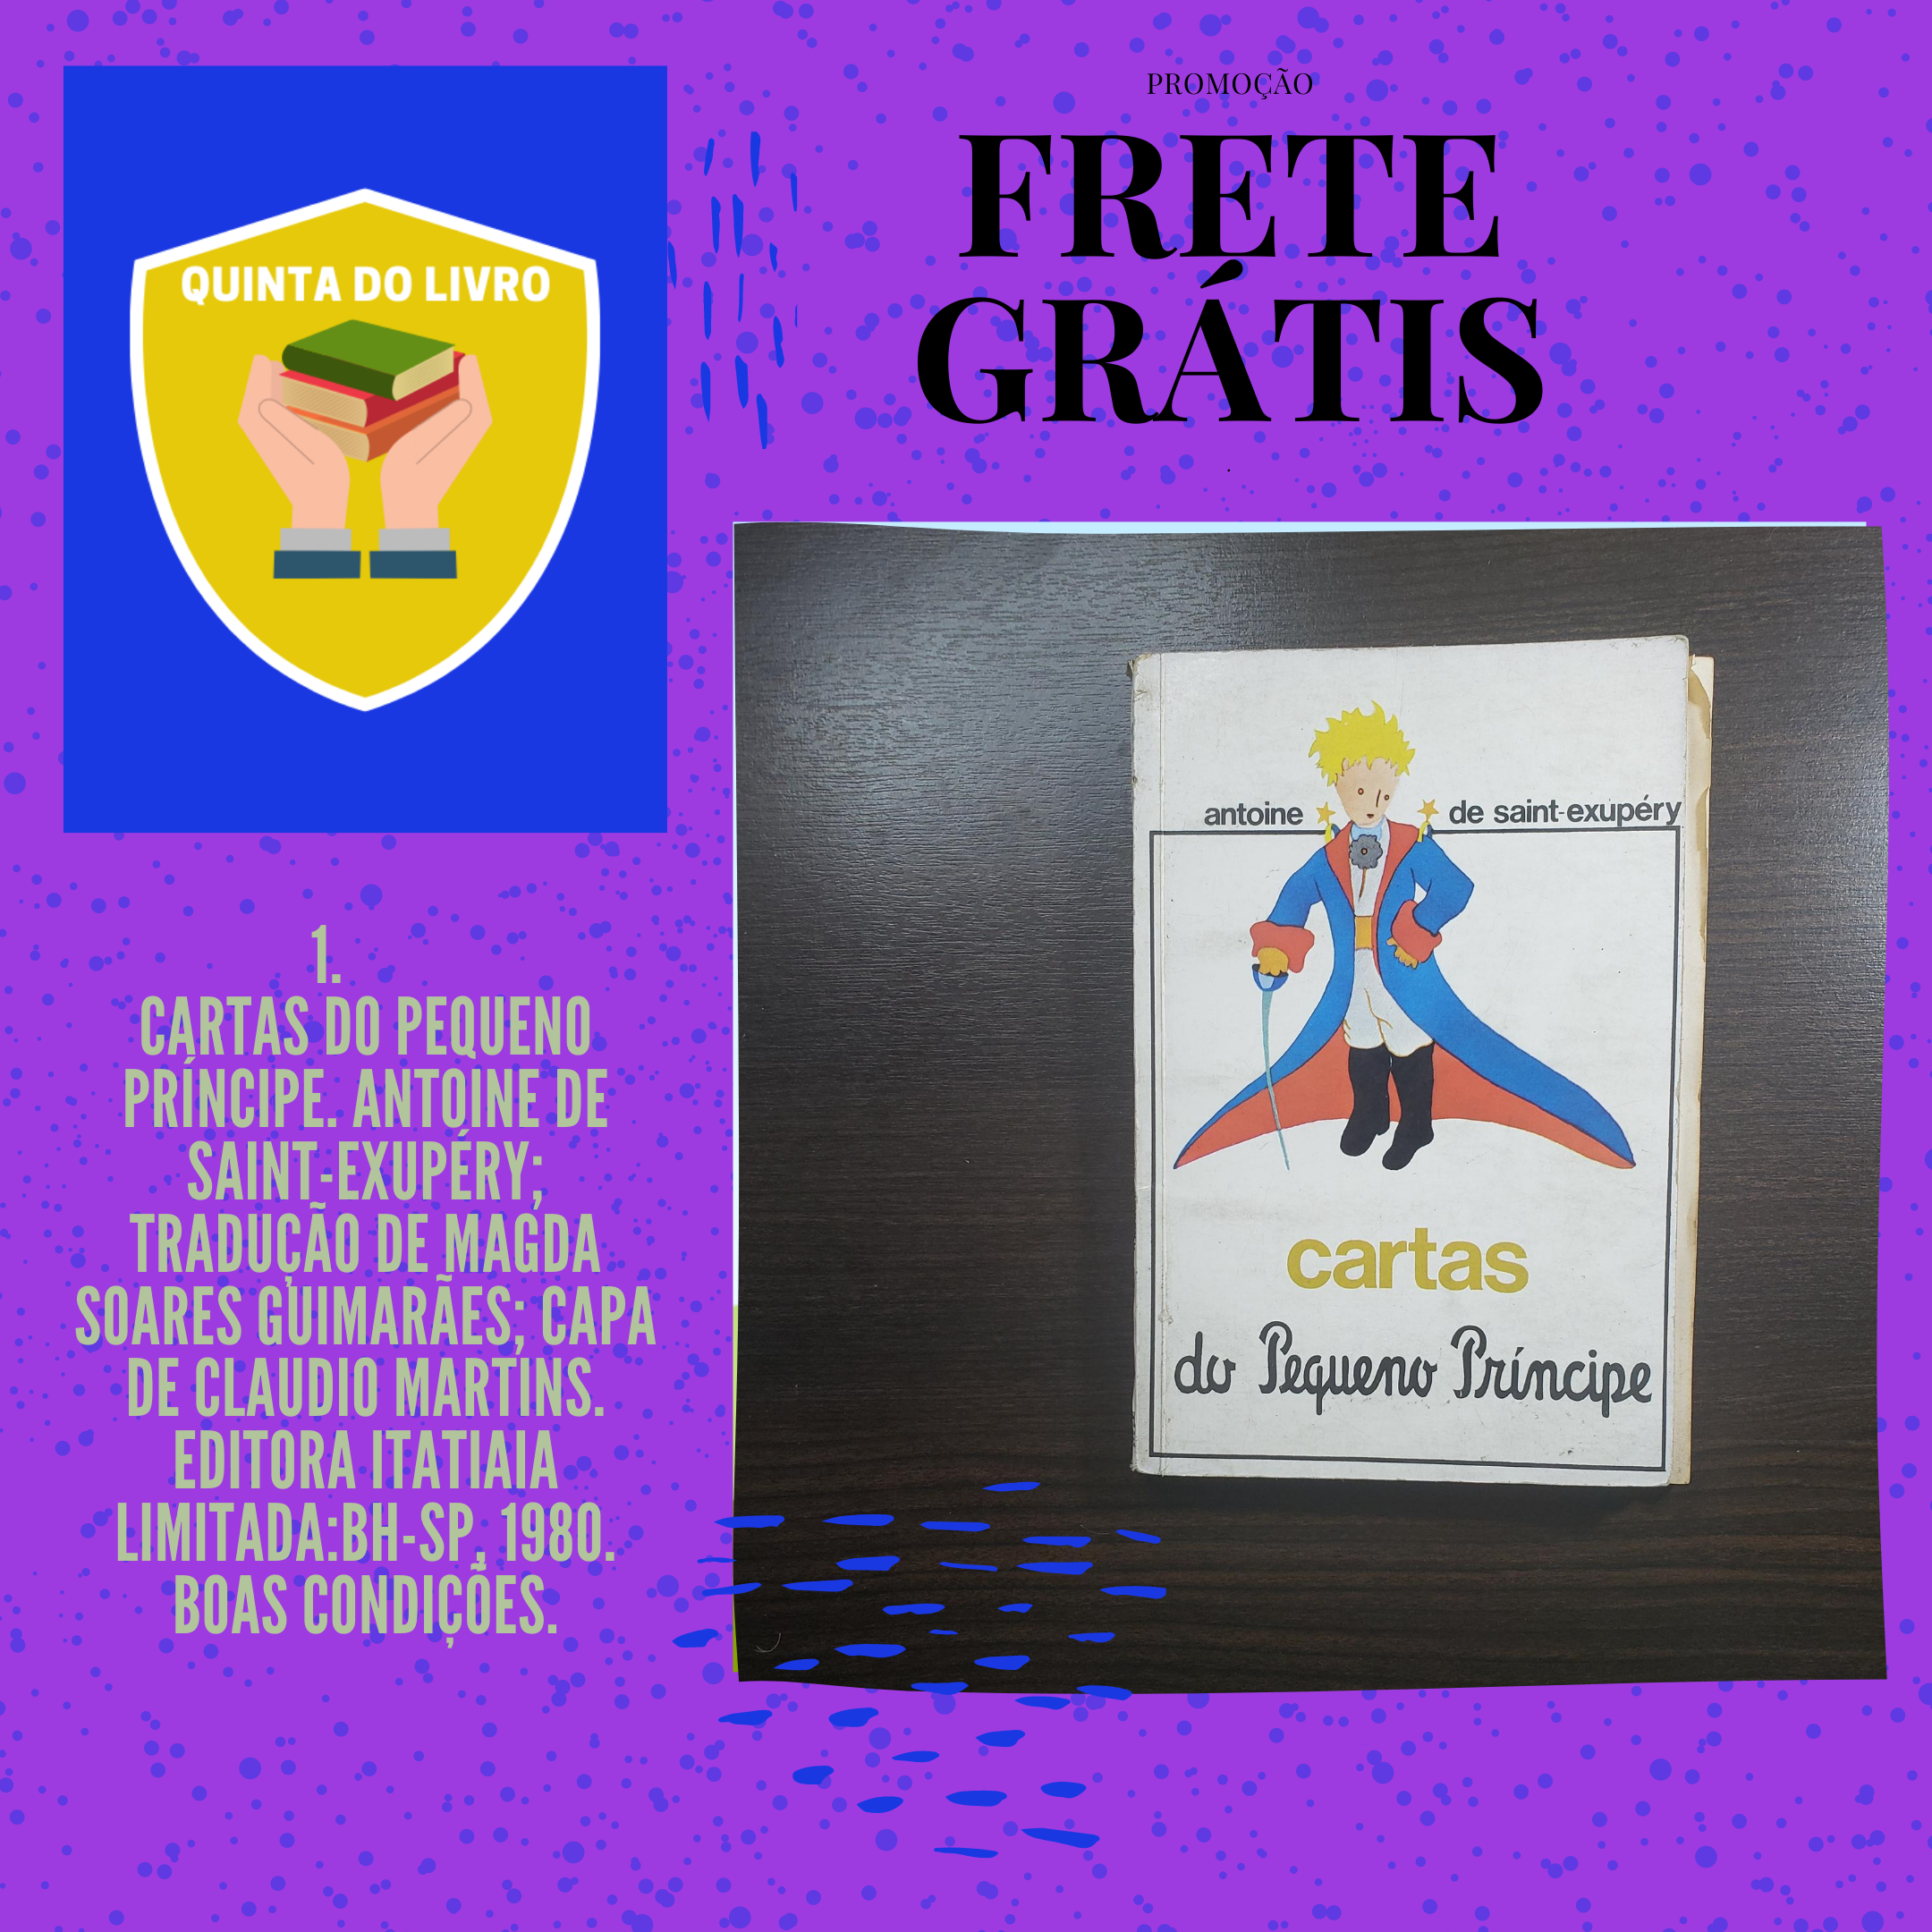 QUINTA DO LIVRO
PROMOÇÃO
FRETE
GRÁTIS
.
1.
CARTAS DO PEQUENO
PRÍNCIPE. ANTOINE DE
SAINT-EXUPÉRY;
TRADUÇÃO DE MAGDA
SOARES GUIMARÃES; CAPA
DE CLAUDIO MARTINS.
EDITORA ITATIAIA
LIMITADA:BH-SP, 1980.
BOAS CONDIÇÕES.
antoine de saint-exupéry
cartas
do Pequeno Príncipe